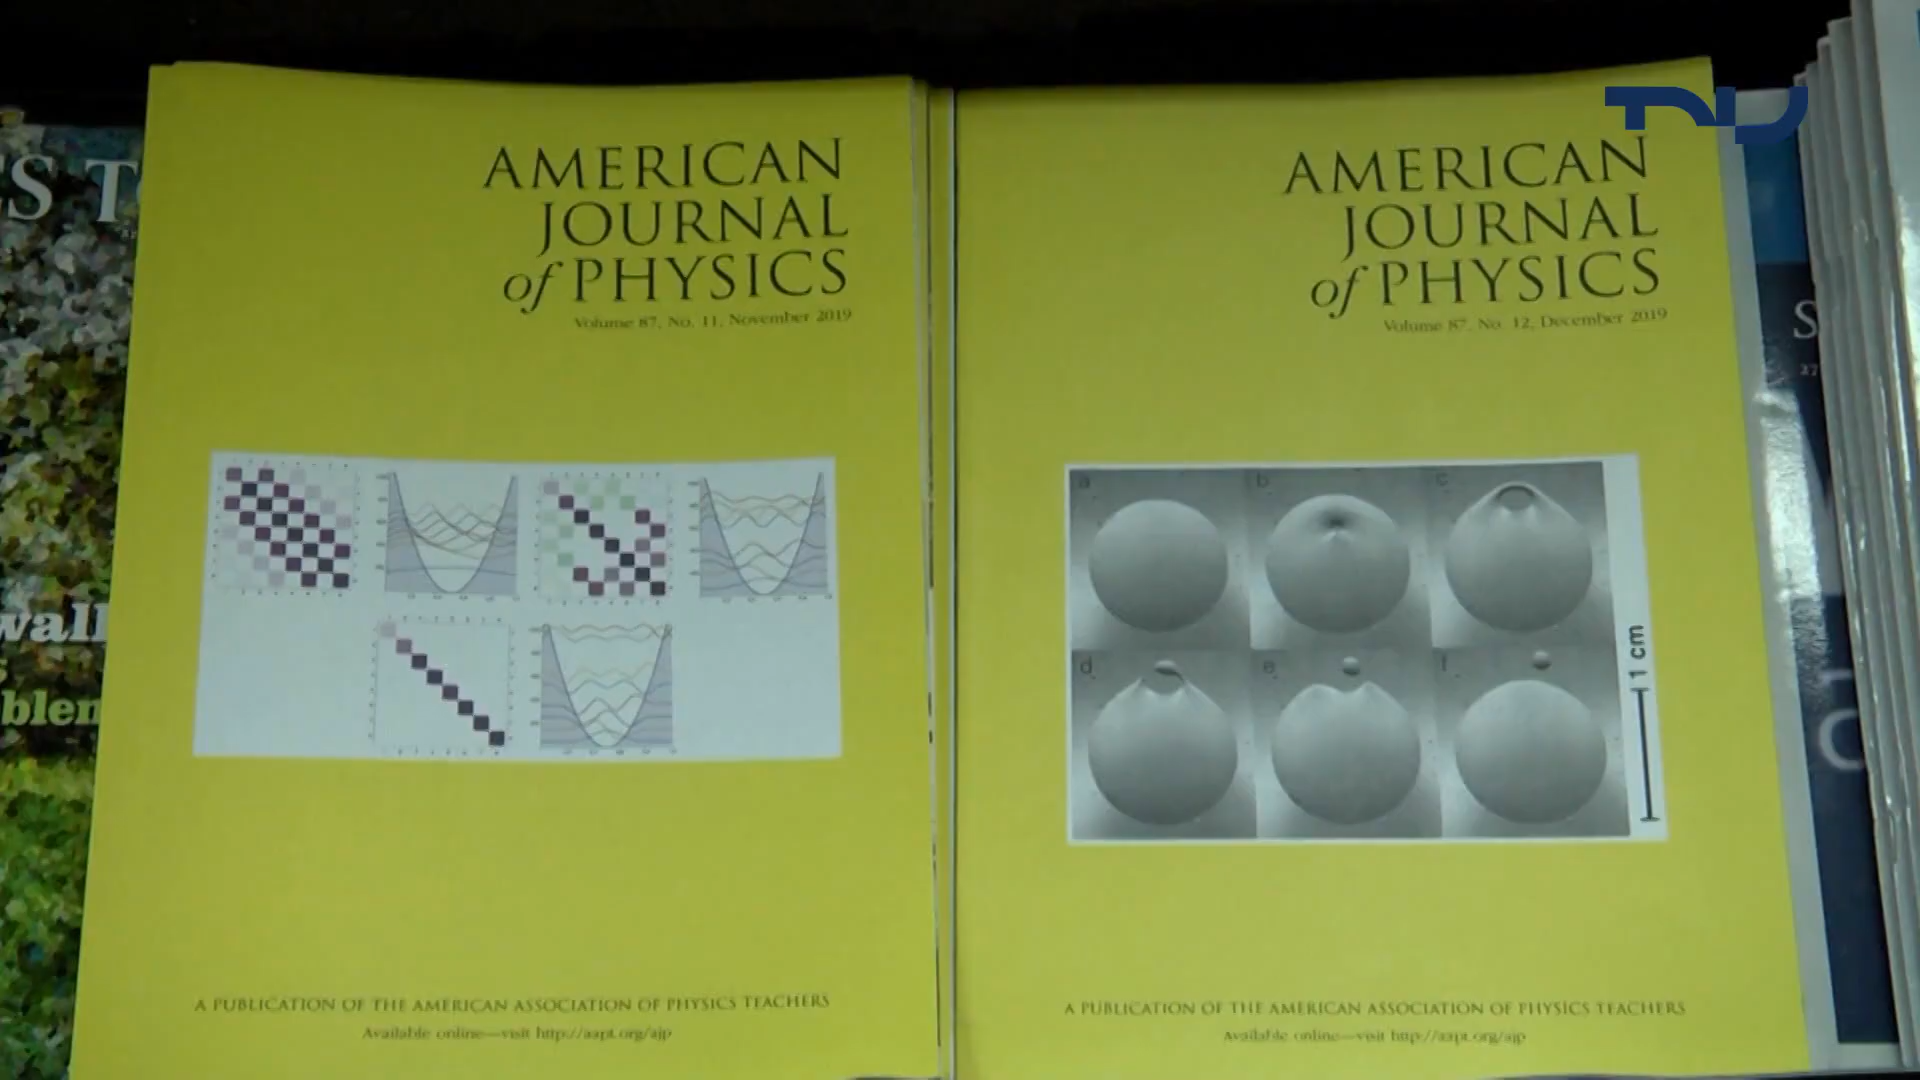 AMERICAN
JOURNAL
of PHYSICS
Volume 87, No. 11, November 2019
A PUBLICATION OF THE AMERICAN ASSOCIATION OF PHYSICS TEACHERS
Available online—visit http://aapt.org/ajp
AMERICAN
JOURNAL
of PHYSICS
Volume 87, No. 12, December 2019
a b c
d e f
1 cm
A PUBLICATION OF THE AMERICAN ASSOCIATION OF PHYSICS TEACHERS
Available online—visit http://aapt.org/ajp